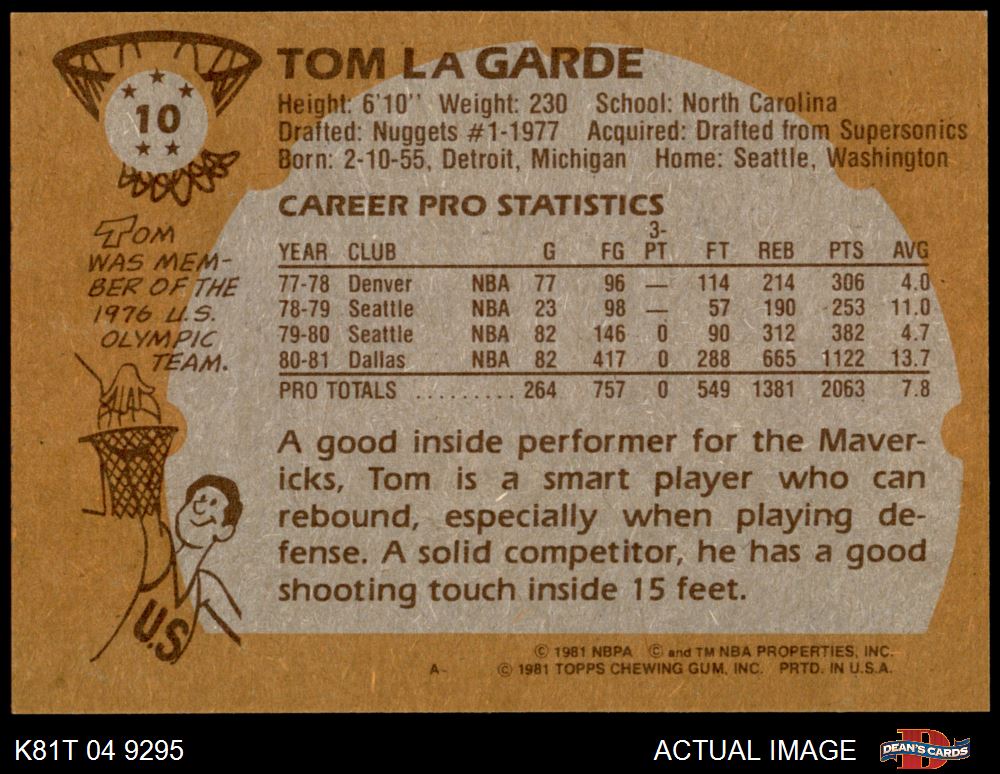 10
TOM LA GARDE
Height: 6'10'' Weight: 230 School: North Carolina
Drafted: Nuggets #1-1977 Acquired: Drafted from Supersonics
Born: 2-10-55, Detroit, Michigan Home: Seattle, Washington
TOM
WAS MEM-
BER OF THE
1976 U.S.
OLYMPIC
TEAM.
U.S
CAREER PRO STATISTICS
YEAR CLUB G FG 3-PT FT REB PTS AVG
77-78 Denver NBA 77 96 — 114 214 306 4.0
78-79 Seattle NBA 23 98 — 57 190 253 11.0
79-80 Seattle NBA 82 146 0 90 312 382 4.7
80-81 Dallas NBA 82 417 0 288 665 1122 13.7
PRO TOTALS .......... 264 757 0 549 1381 2063 7.8
A good inside performer for the Maver-
icks, Tom is a smart player who can
rebound, especially when playing de-
fense. A solid competitor, he has a good
shooting touch inside 15 feet.
© 1981 NBPA © and TM NBA PROPERTIES, INC.
A- © 1981 TOPPS CHEWING GUM, INC. PRTD. IN U.S.A.
K81T 04 9295 ACTUAL IMAGE DEAN'S CARDS